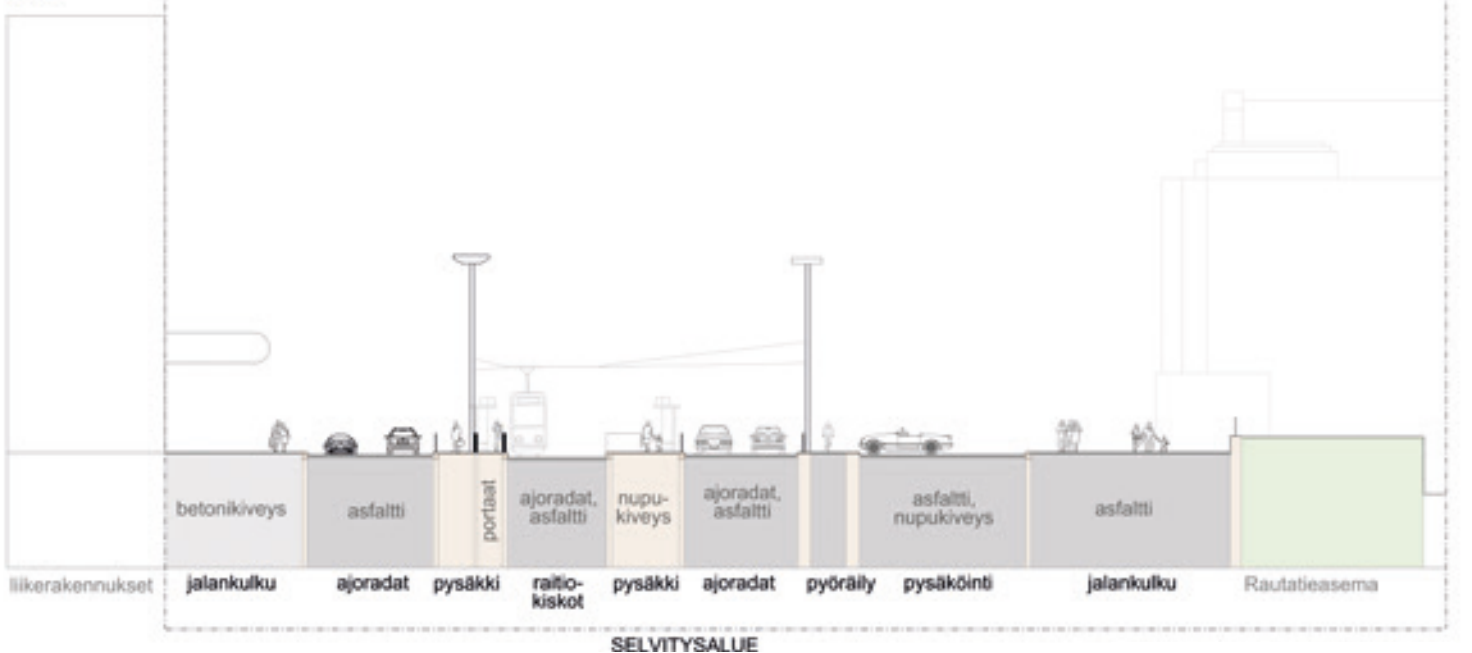 betonikiveys
asfaltti
portaat
ajoradat,
asfaltti
nupu-
kiveys
ajoradat,
asfaltti
asfaltti,
nupukiveys
asfaltti
liikerakennukset
jalankulku
ajoradat
pysäkki
raitio-
kiskot
pysäkki
ajoradat
pyöräily
pysäköinti
jalankulku
Rautatieasema
SELVITYSALUE